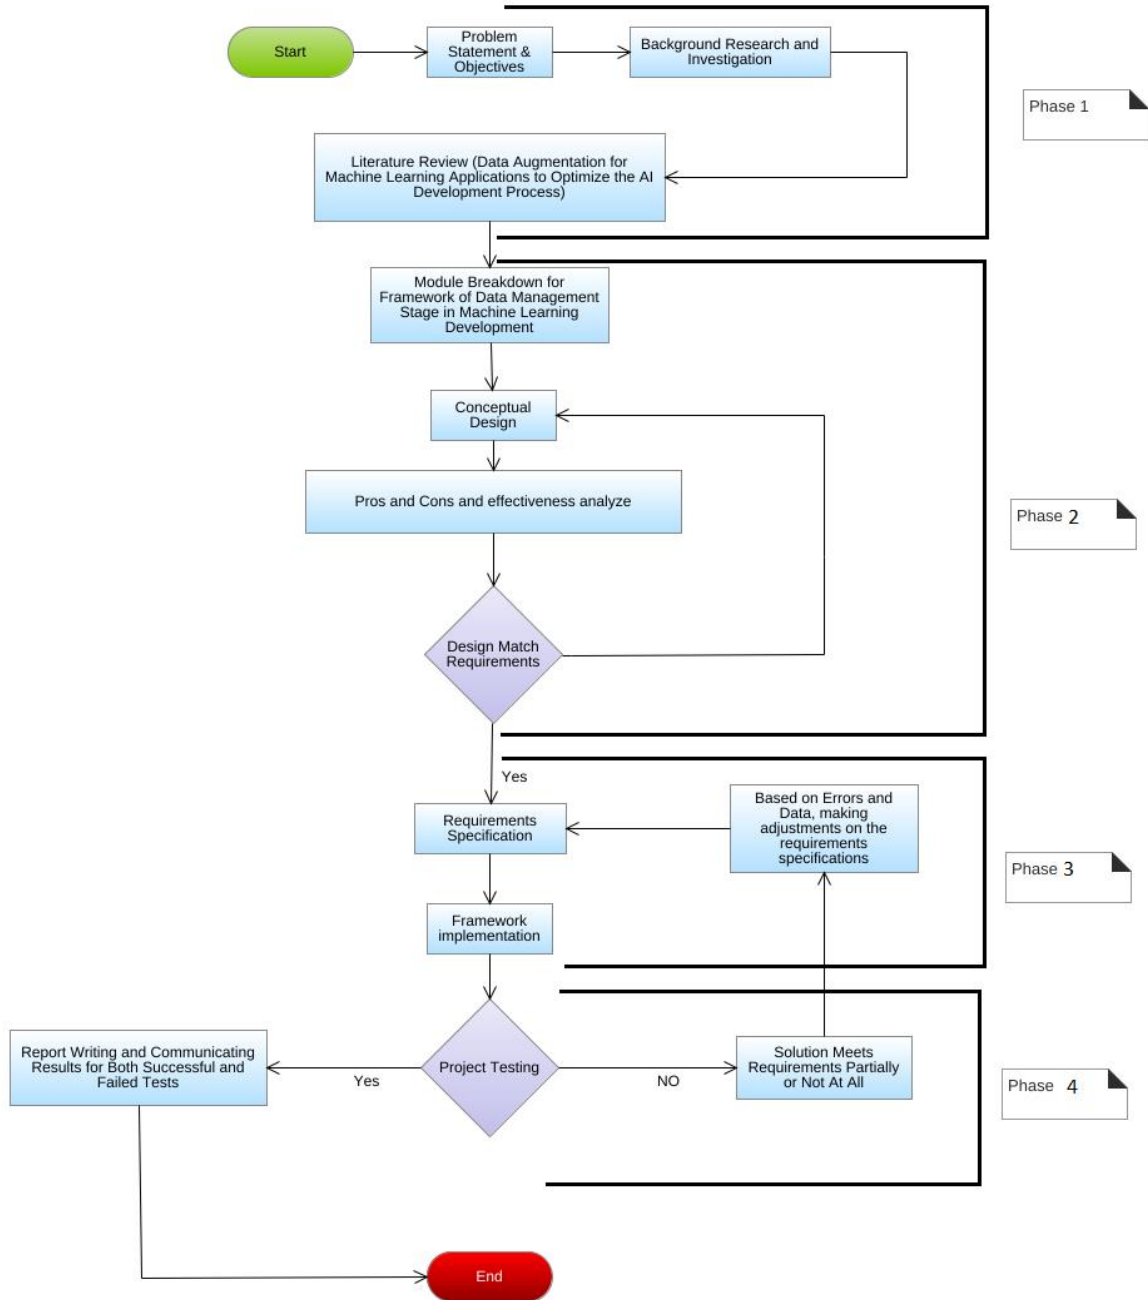 Start
Problem
Statement &
Objectives
Background Research and
Investigation
Phase 1
Literature Review (Data Augmentation for
Machine Learning Applications to Optimize the AI
Development Process)
Module Breakdown for
Framework of Data Management
Stage in Machine Learning
Development
Conceptual
Design
Pros and Cons and effectiveness analyze
Phase 2
Design Match
Requirements
Yes
Requirements
Specification
Based on Errors and
Data, making
adjustments on the
requirements
specifications
Phase 3
Framework
implementation
Report Writing and Communicating
Results for Both Successful and
Failed Tests
Yes
Project Testing
NO
Solution Meets
Requirements Partially
or Not At All
Phase 4
End